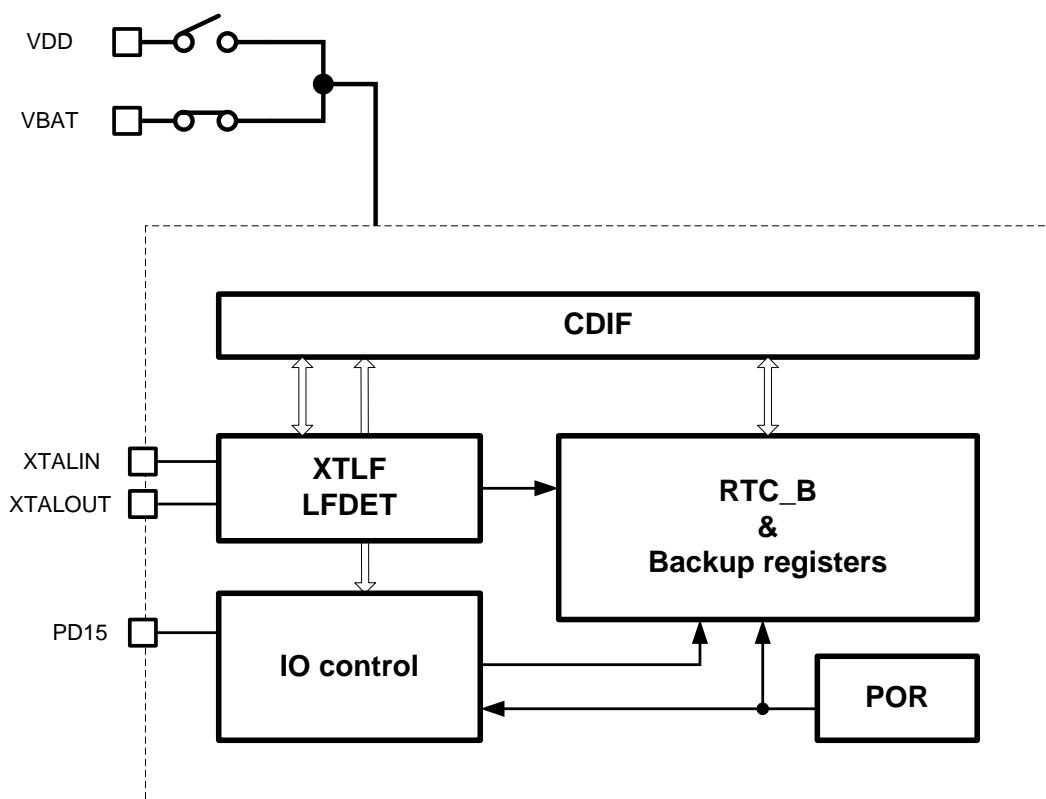 VDD
VBAT
CDIF
XTALIN
XTALOUT
XTLF
LFDET
RTC_B
&
Backup registers
PD15
IO control
POR